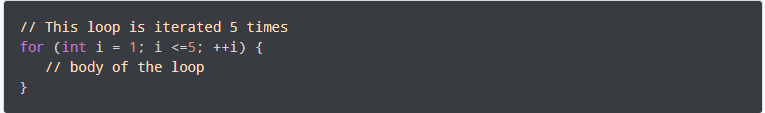 // This loop is iterated 5 times
for (int i = 1; i <=5; ++i) {
   // body of the loop
}